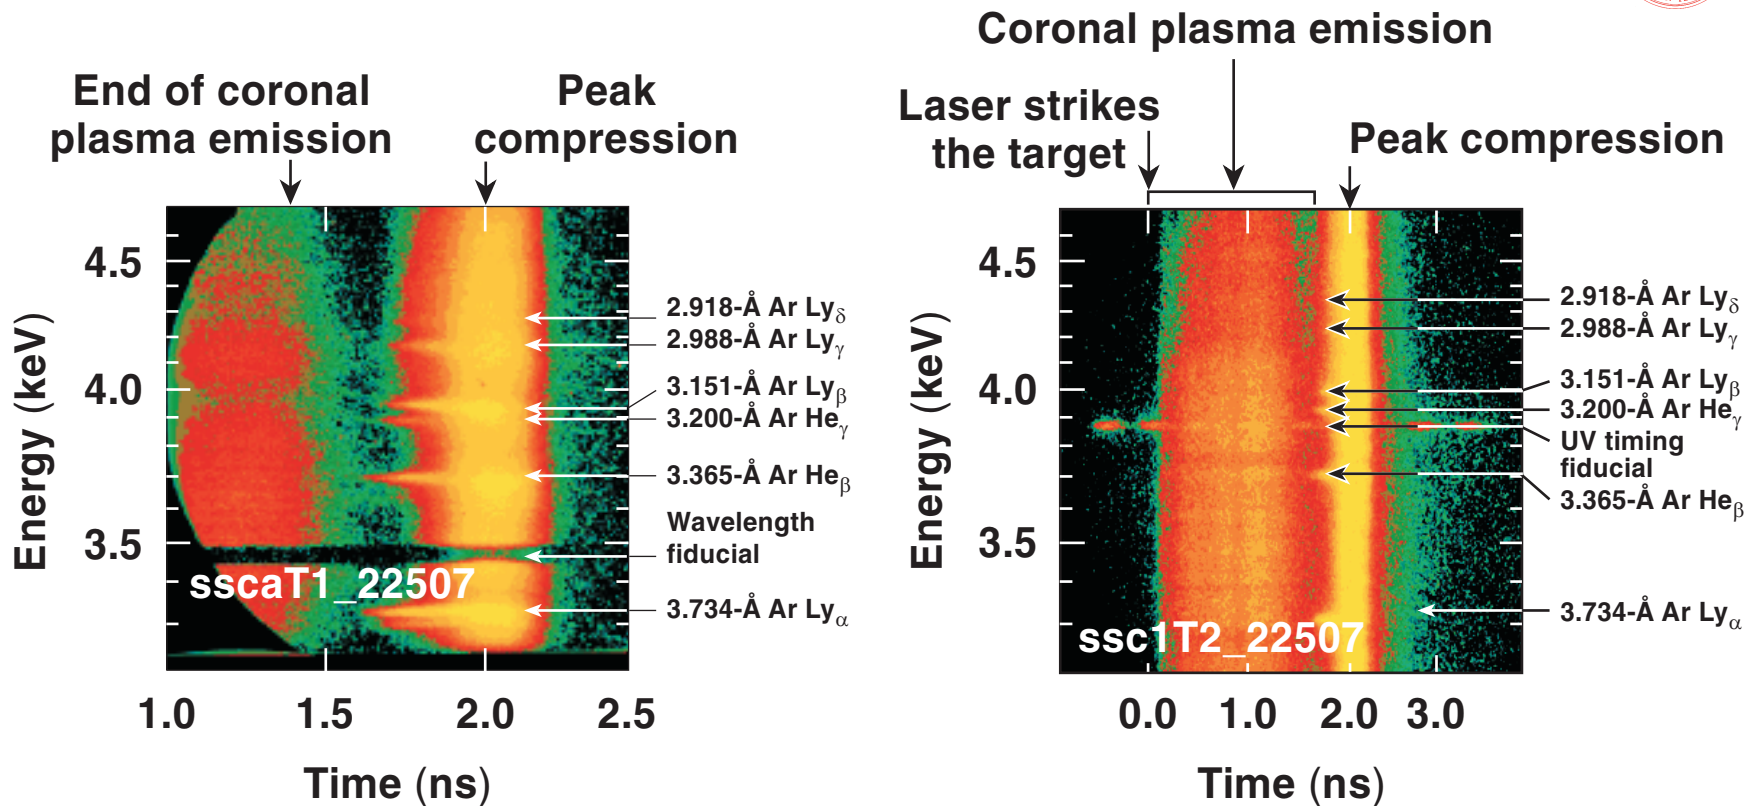 End of coronal
plasma emission
Peak
compression
Energy (keV)
4.5
4.0
3.5
2.918-Å Ar Lyδ
2.988-Å Ar Lyγ
3.151-Å Ar Lyβ
3.200-Å Ar Heγ
3.365-Å Ar Heβ
Wavelength
fiducial
3.734-Å Ar Lyα
sscaT1_22507
1.0 1.5 2.0 2.5
Time (ns)
Coronal plasma emission
Laser strikes
the target
Peak compression
Energy (keV)
4.5
4.0
3.5
2.918-Å Ar Lyδ
2.988-Å Ar Lyγ
3.151-Å Ar Lyβ
3.200-Å Ar Heγ
UV timing
fiducial
3.365-Å Ar Heβ
3.734-Å Ar Lyα
ssc1T2_22507
0.0 1.0 2.0 3.0
Time (ns)